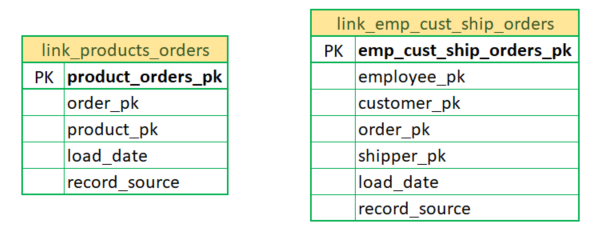 link_products_orders
PK product_orders_pk
order_pk
product_pk
load_date
record_source
link_emp_cust_ship_orders
PK emp_cust_ship_orders_pk
employee_pk
customer_pk
order_pk
shipper_pk
load_date
record_source